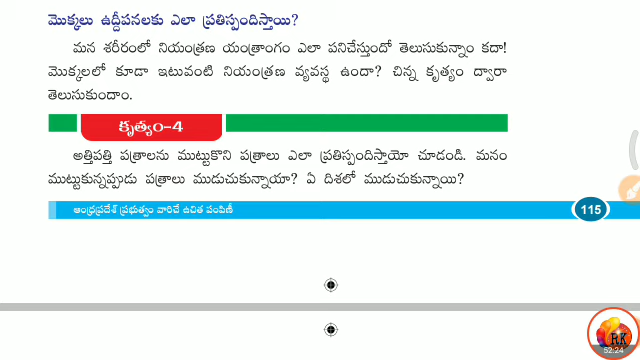 మొక్కలు ఉద్దీపనలకు ఎలా ప్రతిస్పందిస్తాయి?
మన శరీరంలో నియంత్రణ యంత్రాంగం ఎలా పనిచేస్తుందో తెలుసుకున్నాం కదా!
మొక్కలలో కూడా ఇటువంటి నియంత్రణ వ్యవస్థ ఉందా? చిన్న కృత్యం ద్వారా
తెలుసుకుందాం.
కృత్యం-4
అత్తిపత్తి పత్రాలను ముట్టుకొని పత్రాలు ఎలా ప్రతిస్పందిస్తాయో చూడండి. మనం
ముట్టుకున్నప్పుడు పత్రాలు ముడుచుకున్నాయా? ఏ దిశలో ముడుచుకున్నాయి?
ఆంధ్రప్రదేశ్ ప్రభుత్వం వారిచే ఉచిత పంపిణీ
115
RK
52:24